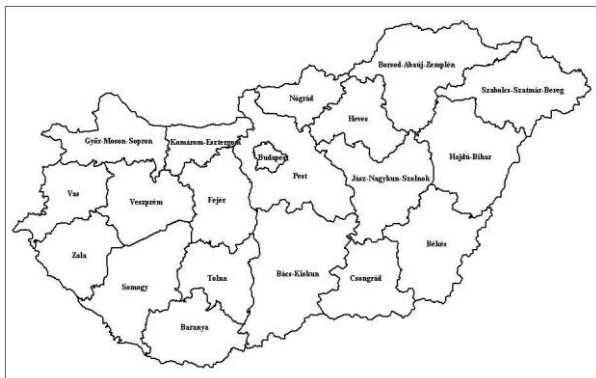 Borsod-Abaúj-Zemplén
Szabolcs-Szatmár-Bereg
Nógrád
Heves
Győr-Moson-Sopron
Komárom-Esztergom
Budapest
Hajdú-Bihar
Pest
Jász-Nagykun-Szolnok
Vas
Veszprém
Fejér
Békés
Zala
Somogy
Tolna
Bács-Kiskun
Csongrád
Baranya